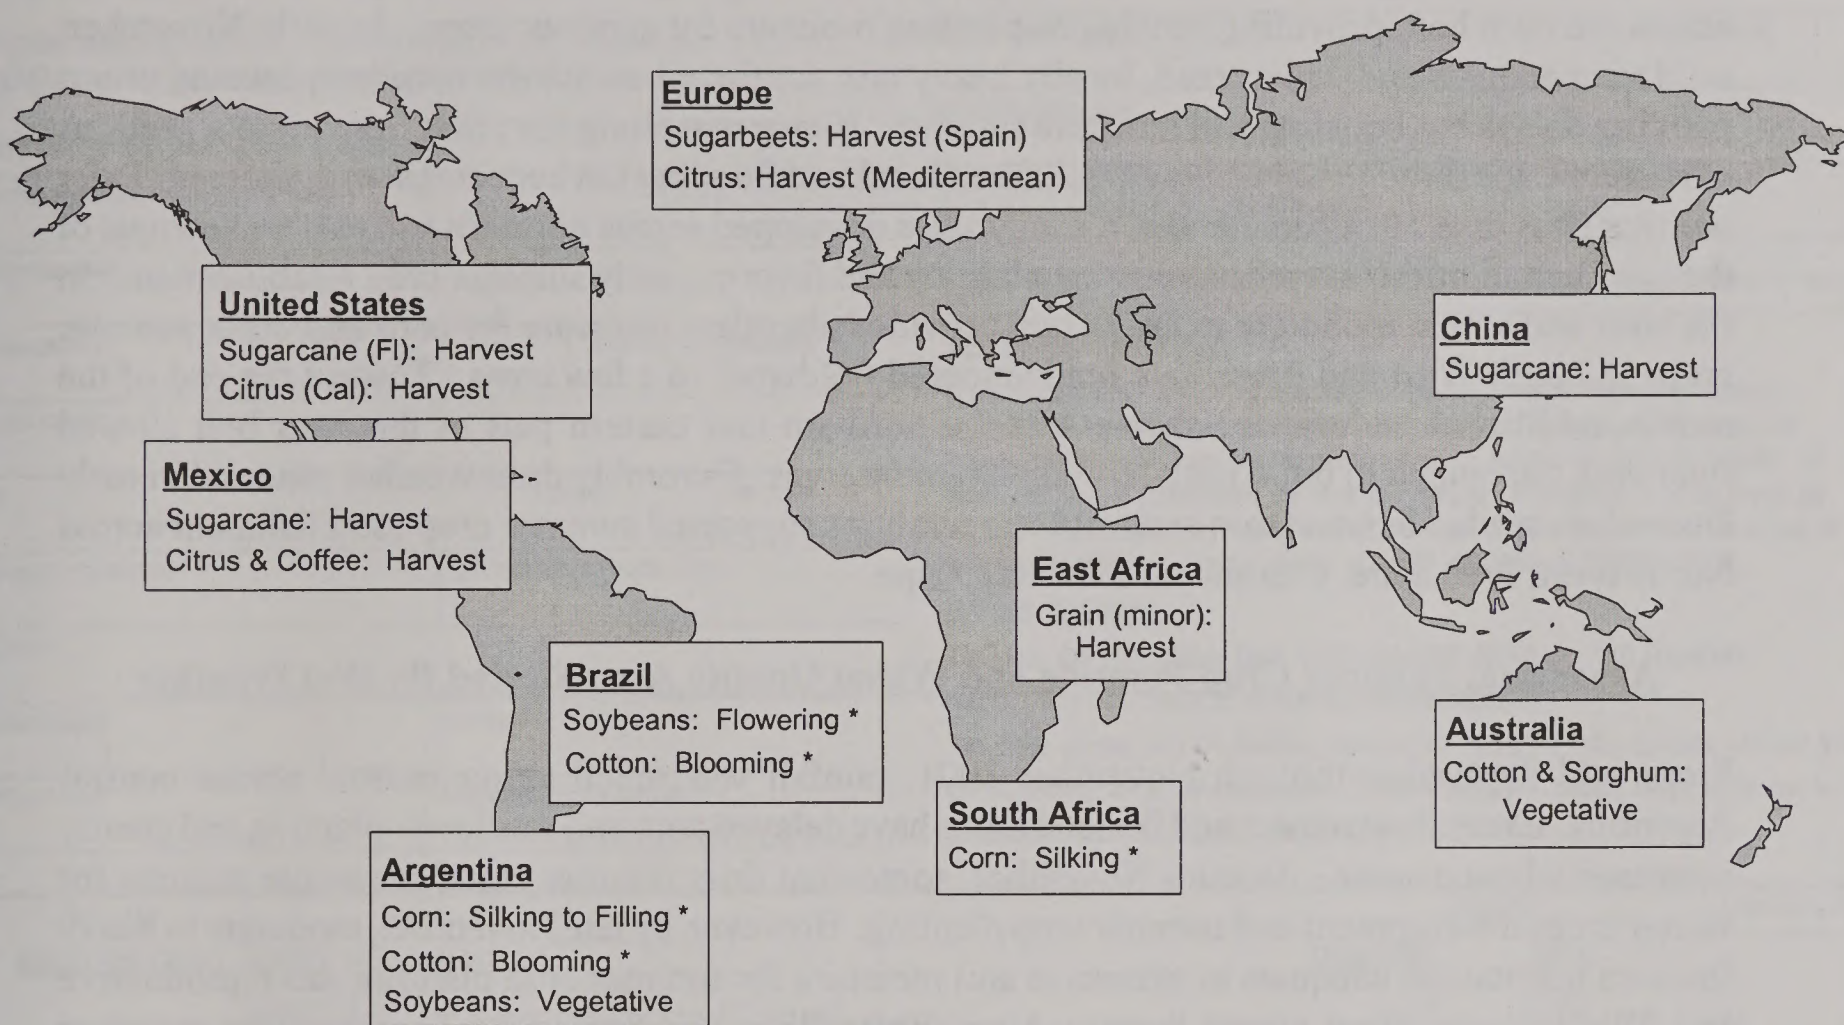 Europe
Sugarbeets: Harvest (Spain)
Citrus: Harvest (Mediterranean)
United States
Sugarcane (Fl): Harvest
Citrus (Cal): Harvest
China
Sugarcane: Harvest
Mexico
Sugarcane: Harvest
Citrus & Coffee: Harvest
East Africa
Grain (minor):
Harvest
Brazil
Soybeans: Flowering *
Cotton: Blooming *
Australia
Cotton & Sorghum:
Vegetative
South Africa
Corn: Silking *
Argentina
Corn: Silking to Filling *
Cotton: Blooming *
Soybeans: Vegetative